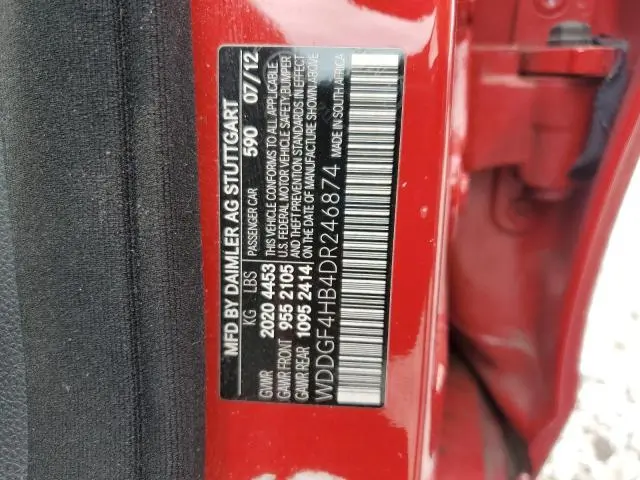 MFD BY DAIMLER AG STUTTGART
PASSENGER CAR 590 07/12
KG LBS
GVWR 2020 4453
GAWR FRONT 955 2105
GAWR REAR 1095 2414
THIS VEHICLE CONFORMS TO ALL APPLICABLE
U.S. FEDERAL MOTOR VEHICLE SAFETY, BUMPER
AND THEFT PREVENTION STANDARDS IN EFFECT
ON THE DATE OF MANUFACTURE SHOWN ABOVE
WDDGF4HB4DR246874 MADE IN SOUTH AFRICA